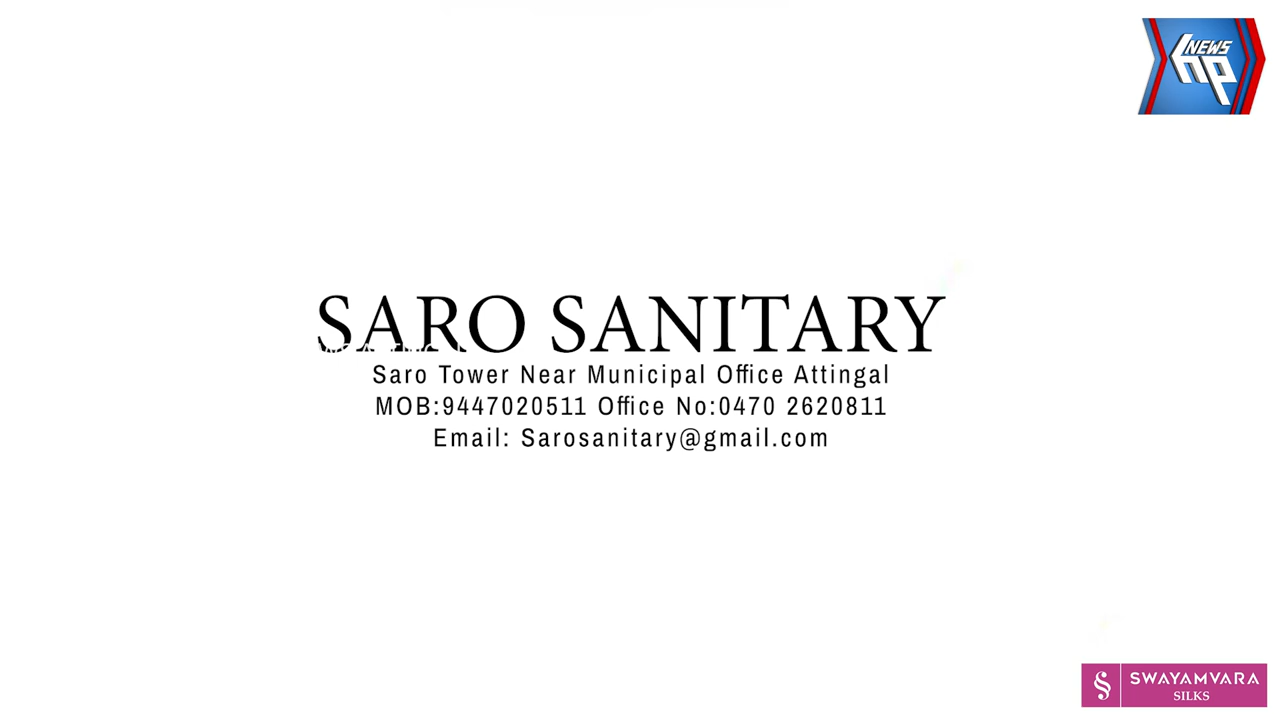 NEWS
hp
SARO SANITARY
Saro Tower Near Municipal Office Attingal
MOB:9447020511 Office No:0470 2620811
Email: Sarosanitary@gmail.com
SWAYAMVARA
SILKS